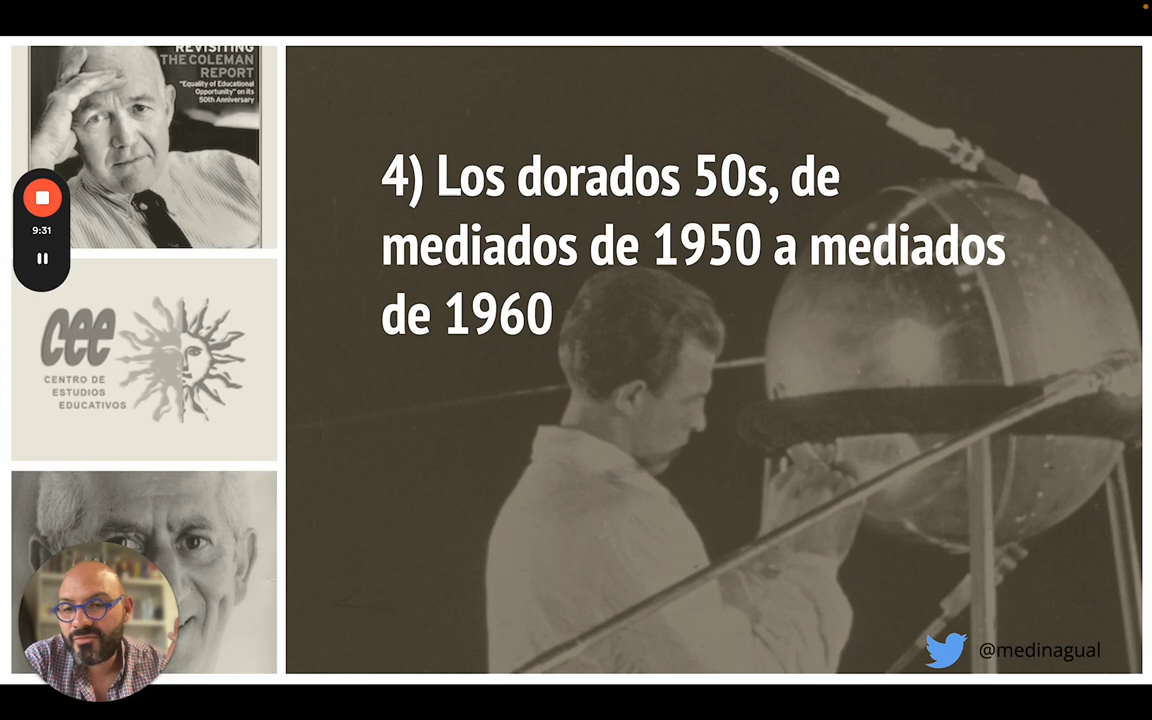 REVISITING
THE COLEMAN
REPORT
"Equality of Educational
Opportunity" on its
50th Anniversary
9:31
cee
CENTRO DE
ESTUDIOS
EDUCATIVOS
4) Los dorados 50s, de
mediados de 1950 a mediados
de 1960
@medinagual